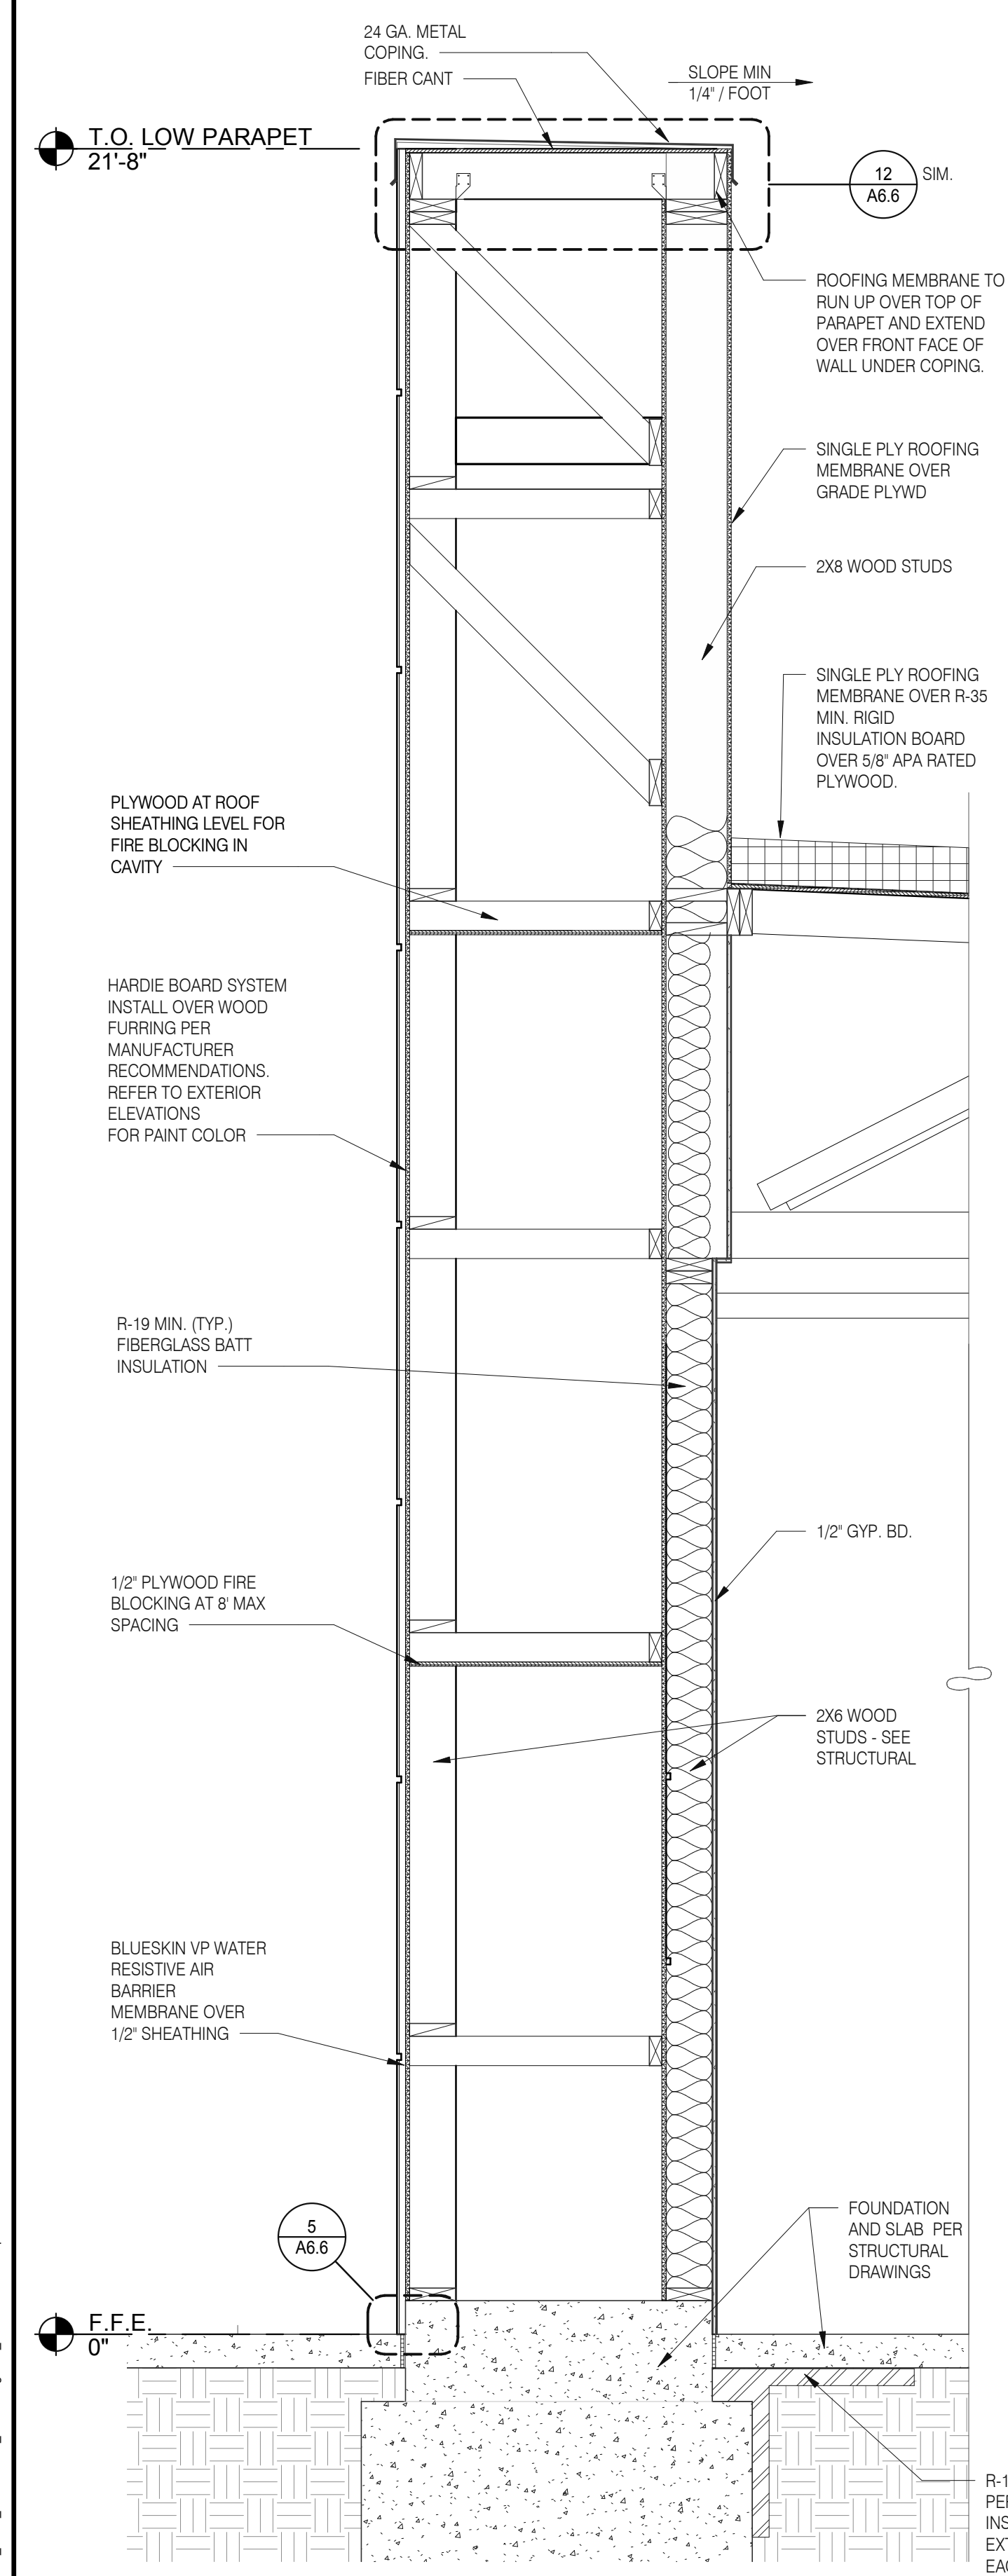 24 GA. METAL
COPING.
FIBER CANT
SLOPE MIN
1/4" / FOOT
T.O. LOW PARAPET
21'-8"
12
A6.6
SIM.
ROOFING MEMBRANE TO
RUN UP OVER TOP OF
PARAPET AND EXTEND
OVER FRONT FACE OF
WALL UNDER COPING.
SINGLE PLY ROOFING
MEMBRANE OVER
GRADE PLYWD
2X8 WOOD STUDS
SINGLE PLY ROOFING
MEMBRANE OVER R-35
MIN. RIGID
INSULATION BOARD
OVER 5/8" APA RATED
PLYWOOD.
PLYWOOD AT ROOF
SHEATHING LEVEL FOR
FIRE BLOCKING IN
CAVITY
HARDIE BOARD SYSTEM
INSTALL OVER WOOD
FURRING PER
MANUFACTURER
RECOMMENDATIONS.
REFER TO EXTERIOR
ELEVATIONS
FOR PAINT COLOR
R-19 MIN. (TYP.)
FIBERGLASS BATT
INSULATION
1/2" GYP. BD.
1/2" PLYWOOD FIRE
BLOCKING AT 8' MAX
SPACING
2X6 WOOD
STUDS - SEE
STRUCTURAL
BLUESKIN VP WATER
RESISTIVE AIR
BARRIER
MEMBRANE OVER
1/2" SHEATHING
FOUNDATION
AND SLAB PER
STRUCTURAL
DRAWINGS
5
A6.6
F.F.E.
0"
R-1
PER
INS
EXT
EAC